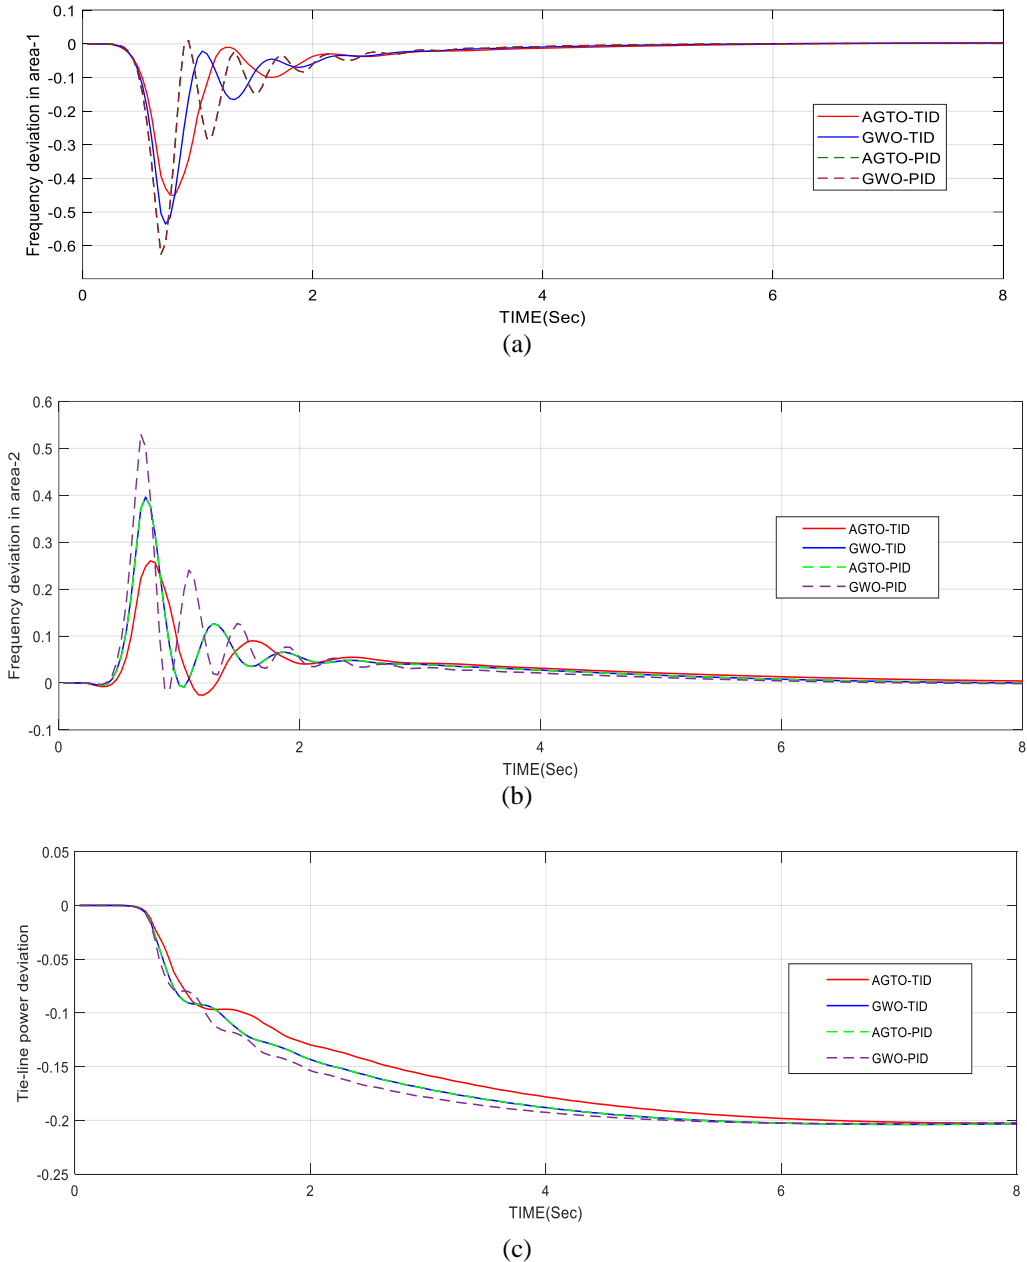 0.1
0
-0.1
-0.2
-0.3
-0.4
-0.5
-0.6
Frequency deviation in area-1
AGTO-TID
GWO-TID
AGTO-PID
GWO-PID
0 2 4 6 8
TIME(Sec)
(a)
0.6
0.5
0.4
0.3
0.2
0.1
0
-0.1
Frequency deviation in area-2
AGTO-TID
GWO-TID
AGTO-PID
GWO-PID
0 2 4 6 8
TIME(Sec)
(b)
0.05
0
-0.05
-0.1
-0.15
-0.2
-0.25
Tie-line power deviation
AGTO-TID
GWO-TID
AGTO-PID
GWO-PID
0 2 4 6 8
TIME(Sec)
(c)